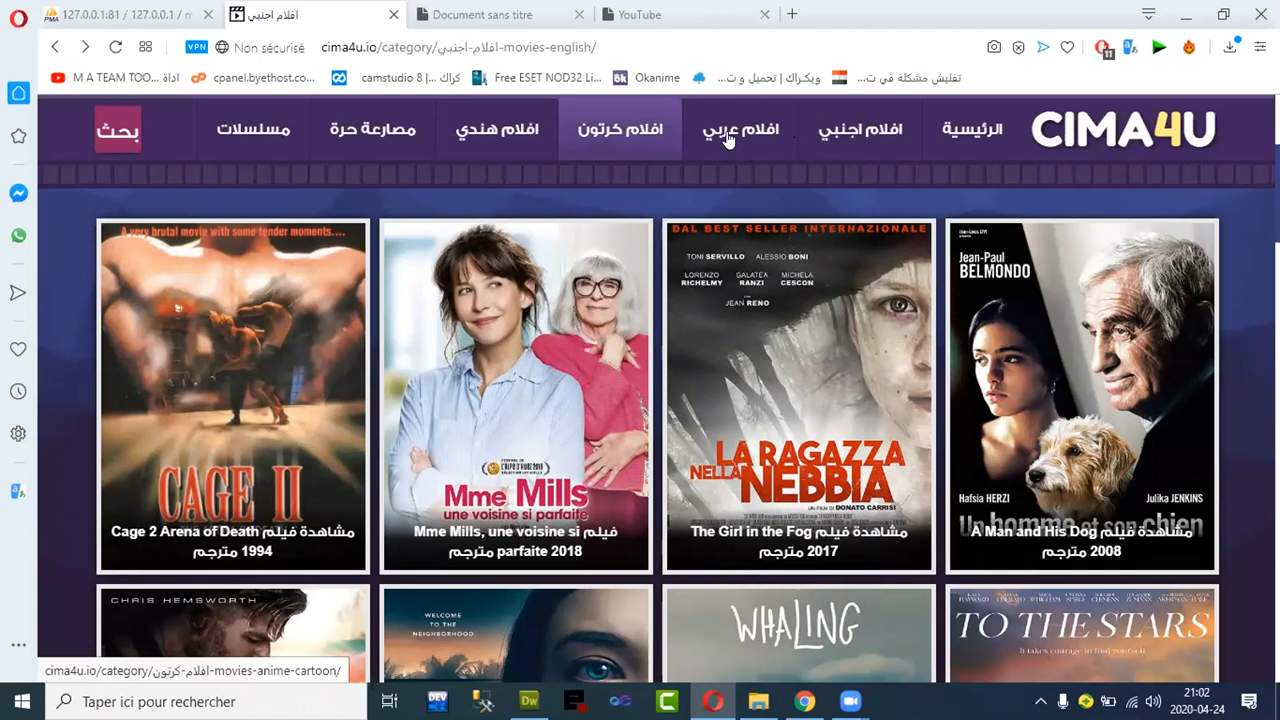 127.0.0.1:81 / 127.0.0.1 / m
افلام اجنبي
Document sans titre
YouTube
VPN
Non sécurisé
cima4u.io/category/افلام-اجنبي-movies-english/
11
M A TEAM TOO... اداة
cpanel.byethost.co...
camstudio 8 | كراك
Free ESET NOD32 Li...
Okanime
ويكـراك | تحميل و ت...
تفليش مشكلة في ت...
CIMA4U
الرئيسية
افلام اجنبي
افلام عربي
افلام كرتون
افلام هندي
مصارعة حرة
مسلسلات
بحث
A very brutal movie with some tender moments....
CAGE II
مشاهدة فيلم Cage 2 Arena of Death
1994 مترجم
Mme Mills
une voisine si parfaite
فيلم Mme Mills, une voisine si
parfaite 2018 مترجم
DAL BEST SELLER INTERNAZIONALE
TONI SERVILLO ALESSIO BONI
LORENZO RICHELMY GALATEA RANZI MICHELA CESCON
JEAN RENO
LA RAGAZZA
NELLA NEBBIA
UN FILM DI DONATO CARRISI
مشاهدة فيلم The Girl in the Fog
2017 مترجم
Jean-Paul
BELMONDO
Hafsia HERZI
Julika JENKINS
Un homme et son chien
مشاهدة فيلم A Man and His Dog
2008 مترجم
CHRIS HEMSWORTH
WELCOME
TO THE
NEIGHBORHOOD.
WHALING
TO THE STARS
It takes courage to find yourself.
cima4u.io/category/افلام-كرتون-movies-anime-cartoon/
Taper ici pour rechercher
DEV
Dw
21:02
2020-04-24